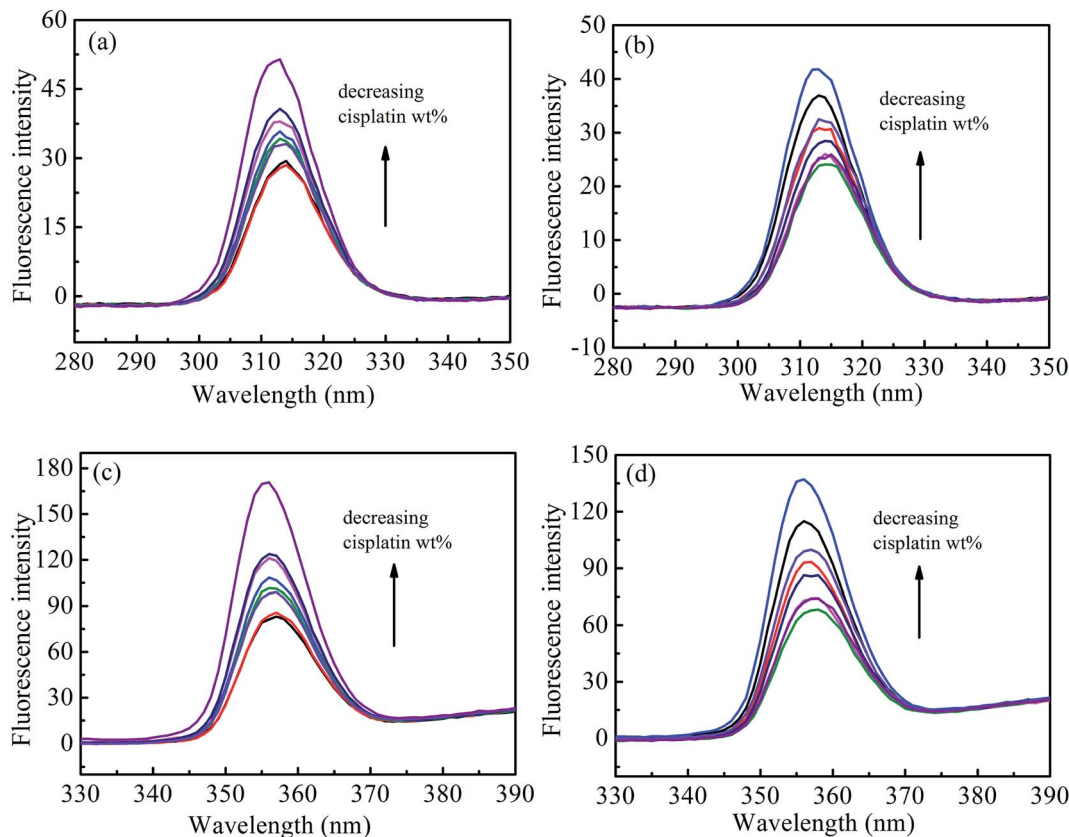 (a)
60
45
30
15
0
decreasing
cisplatin wt%
Fluorescence intensity
280 290 300 310 320 330 340 350
Wavelength (nm)
(b)
50
40
30
20
10
0
-10
decreasing
cisplatin wt%
Fluorescence intensity
280 290 300 310 320 330 340 350
Wavelength (nm)
(c)
180
150
120
90
60
30
0
decreasing
cisplatin wt%
Fluorescence intensity
330 340 350 360 370 380 390
Wavelength (nm)
(d)
150
120
90
60
30
0
decreasing
cisplatin wt%
Fluorescence intensity
330 340 350 360 370 380 390
Wavelength (nm)